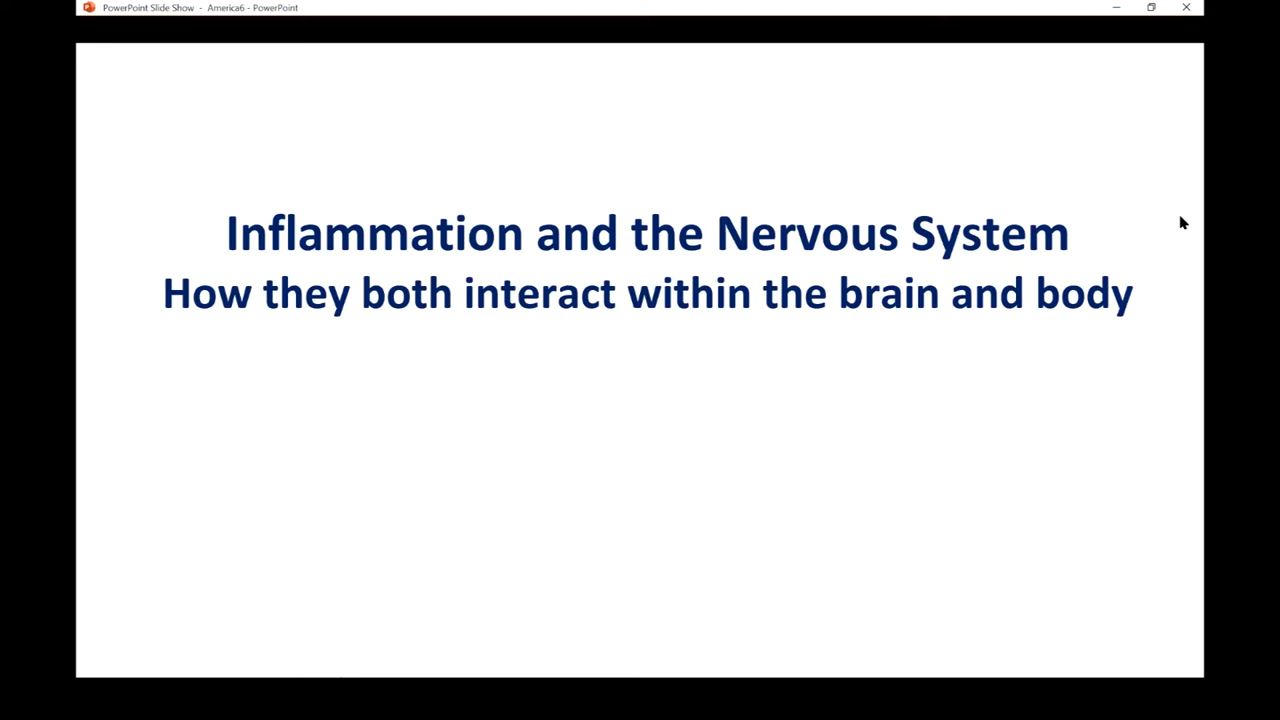 PowerPoint Slide Show - America6 - PowerPoint
Inflammation and the Nervous System
How they both interact within the brain and body